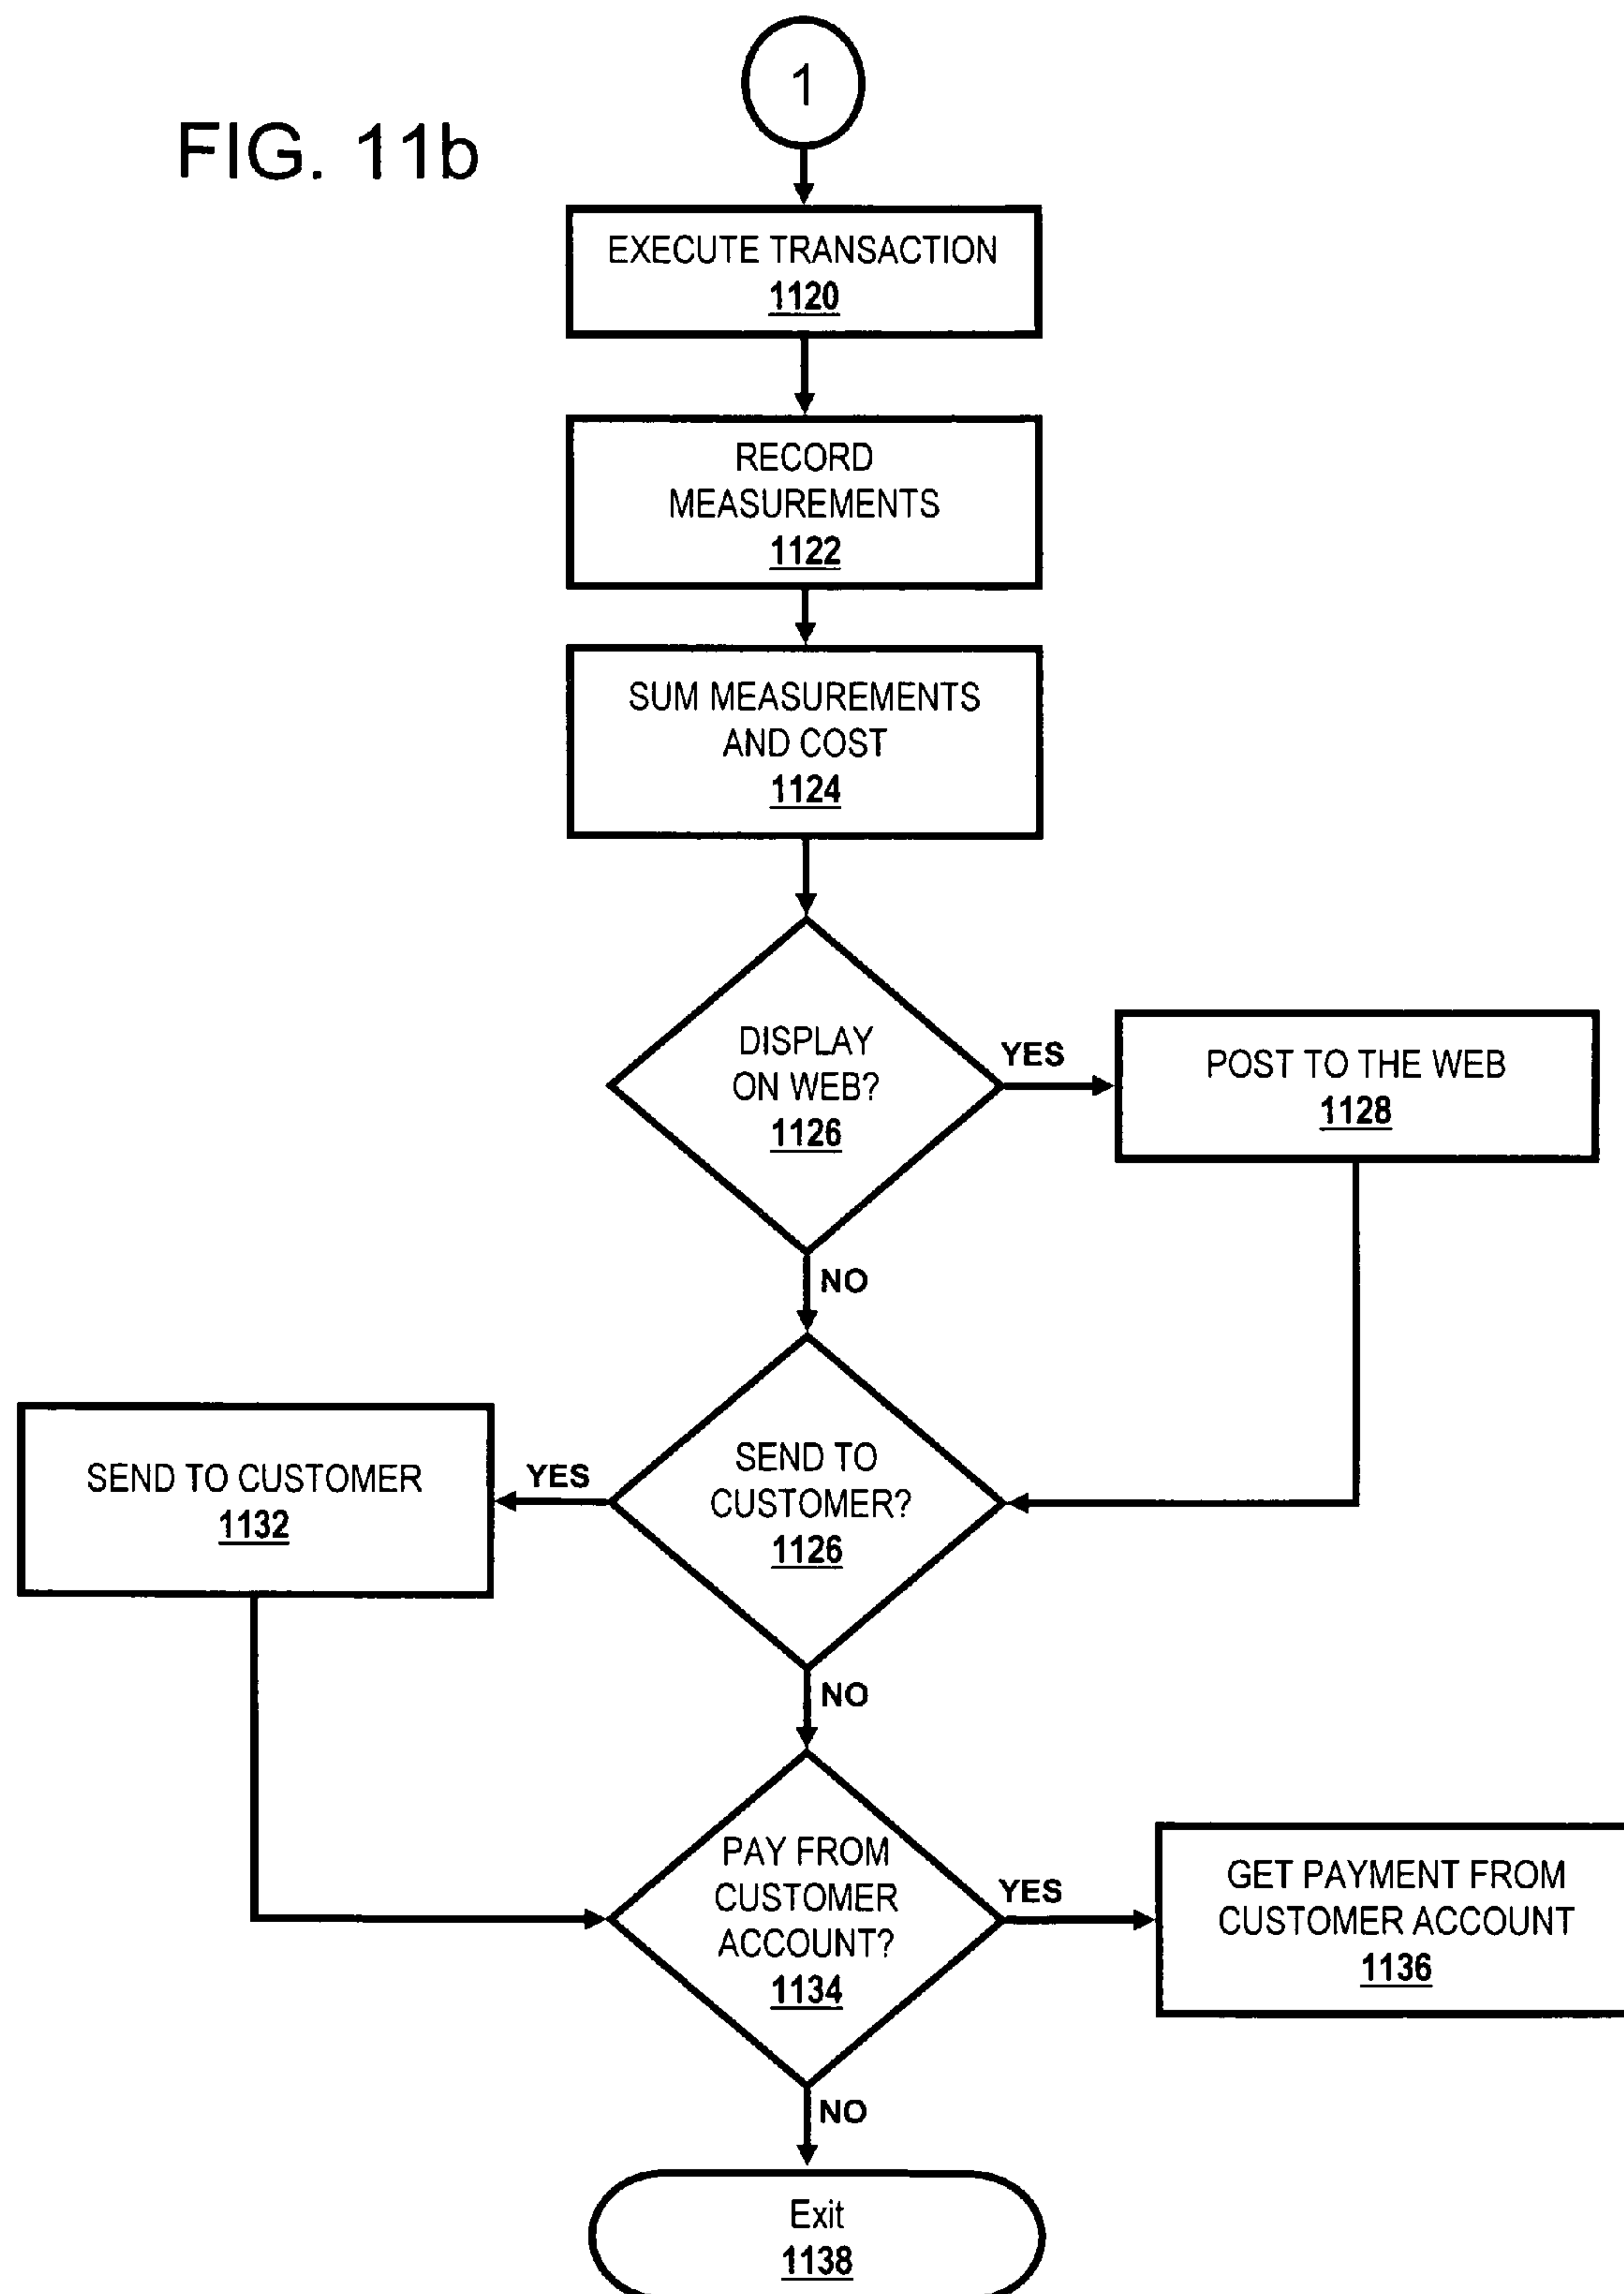 1
FIG. 11b
EXECUTE TRANSACTION
1120
RECORD
MEASUREMENTS
1122
SUM MEASUREMENTS
AND COST
1124
DISPLAY
ON WEB?
1126
YES
POST TO THE WEB
1128
NO
SEND TO
CUSTOMER?
1126
YES
SEND TO CUSTOMER
1132
NO
PAY FROM
CUSTOMER
ACCOUNT?
1134
YES
GET PAYMENT FROM
CUSTOMER ACCOUNT
1136
NO
Exit
1138